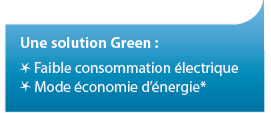 Une solution Green :
✶ Faible consommation électrique
✶ Mode économie d'énergie*